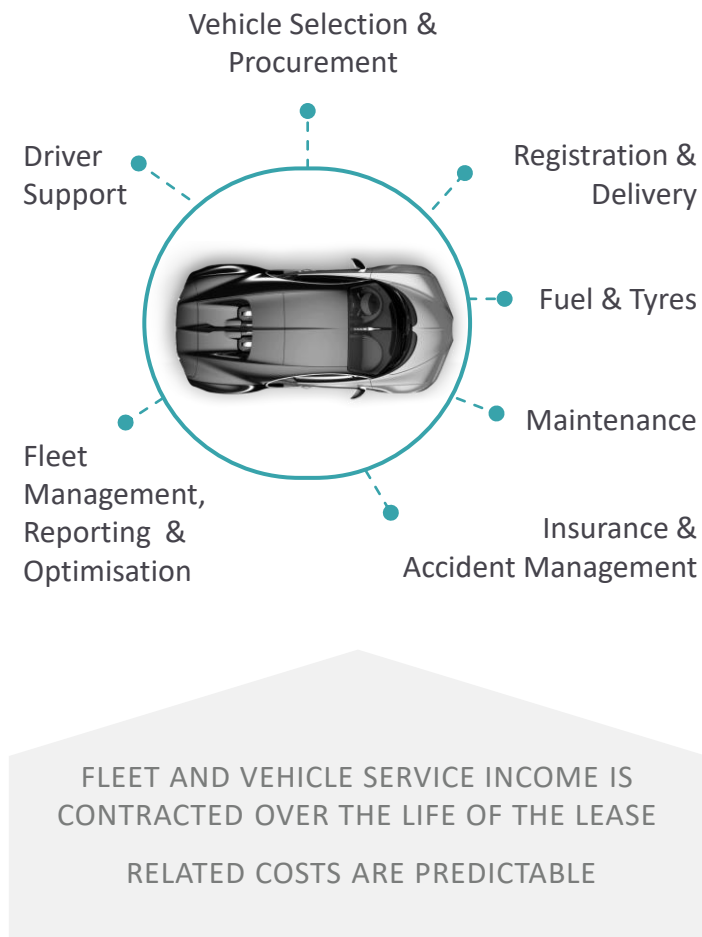 Vehicle Selection &
Procurement
Driver
Support
Registration &
Delivery
Fuel & Tyres
Maintenance
Insurance &
Accident Management
Fleet
Management,
Reporting &
Optimisation
FLEET AND VEHICLE SERVICE INCOME IS
CONTRACTED OVER THE LIFE OF THE LEASE
RELATED COSTS ARE PREDICTABLE